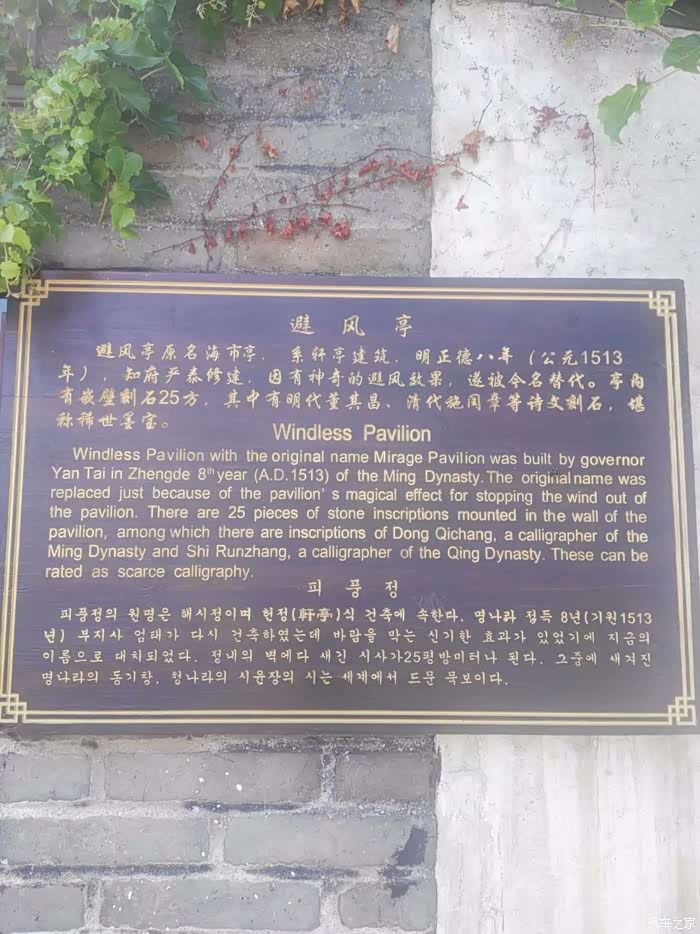 避风亭
避风亭原名海市亭，系轩亭建筑，明正德八年（公元1513
年），知府严泰修建，因有神奇的避风效果，遂被今名替代。亭内
有嵌壁刻石25方，其中有明代董其昌、清代施闰章等诗文刻石，堪
称稀世墨宝。
Windless Pavilion
Windless Pavilion with the original name Mirage Pavilion was built by governor
Yan Tai in Zhengde 8th year (A.D.1513) of the Ming Dynasty. The original name was
replaced just because of the pavilion' s magical effect for stopping the wind out of
the pavilion. There are 25 pieces of stone inscriptions mounted in the wall of the
pavilion, among which there are inscriptions of Dong Qichang, a calligrapher of the
Ming Dynasty and Shi Runzhang, a calligrapher of the Qing Dynasty. These can be
rated as scarce calligraphy.
피풍정
피풍정의 원명은 해시정이며 헌정(軒亭)식 건축에 속한다. 명나라 정득 8년(기원1513
년) 부지사 엄태가 다시 건축하였는데 바람을 막는 신기한 효과가 있었기에 지금의
이름으로 대치되었다. 정내의 벽에다 새긴 시사가25평방미터나 된다. 그중에 새겨진
명나라의 동기창, 청나라의 시윤장의 시는 세계에서 드문 묵보이다.
汽车之家